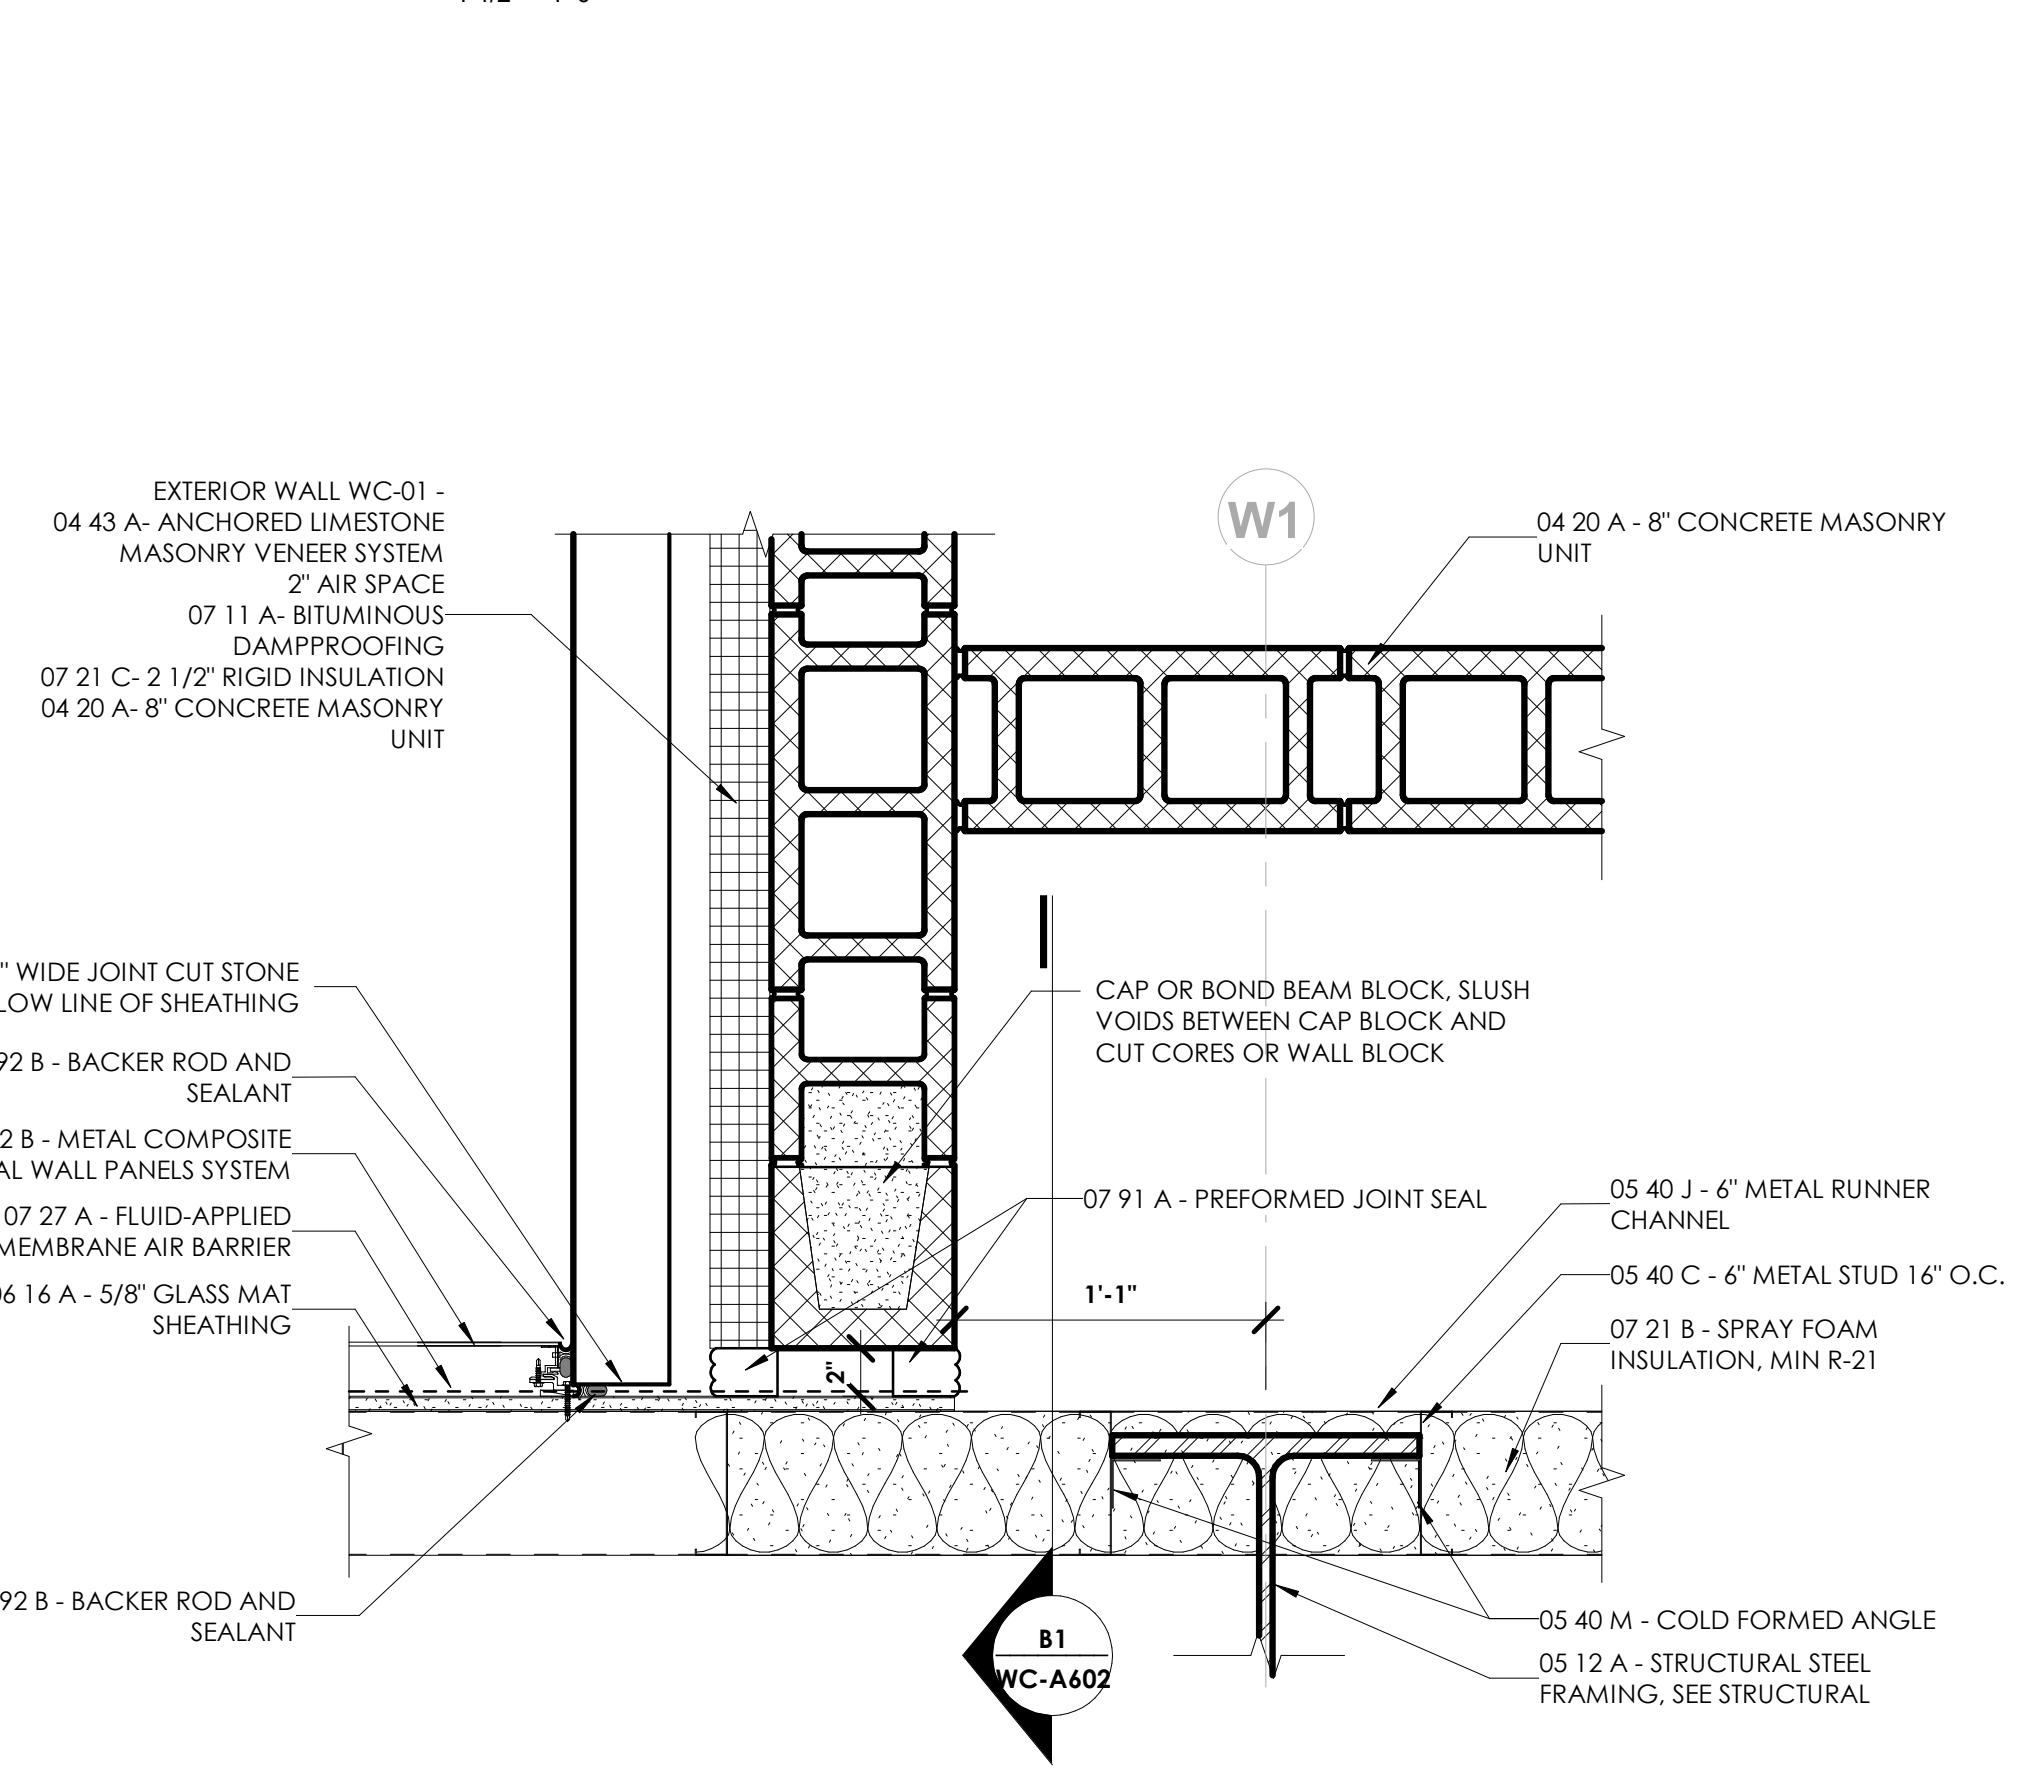 EXTERIOR WALL WC-01 -
04 43 A- ANCHORED LIMESTONE
MASONRY VENEER SYSTEM
2" AIR SPACE
07 11 A- BITUMINOUS
DAMPPROOFING
07 21 C- 2 1/2" RIGID INSULATION
04 20 A- 8" CONCRETE MASONRY
UNIT
W1
04 20 A - 8" CONCRETE MASONRY
UNIT
" WIDE JOINT CUT STONE
LOW LINE OF SHEATHING
92 B - BACKER ROD AND
SEALANT
2 B - METAL COMPOSITE
AL WALL PANELS SYSTEM
07 27 A - FLUID-APPLIED
MEMBRANE AIR BARRIER
06 16 A - 5/8" GLASS MAT
SHEATHING
CAP OR BOND BEAM BLOCK, SLUSH
VOIDS BETWEEN CAP BLOCK AND
CUT CORES OR WALL BLOCK
07 91 A - PREFORMED JOINT SEAL
1'-1"
2"
05 40 J - 6" METAL RUNNER
CHANNEL
05 40 C - 6" METAL STUD 16" O.C.
07 21 B - SPRAY FOAM
INSULATION, MIN R-21
92 B - BACKER ROD AND
SEALANT
B1
WC-A602
05 40 M - COLD FORMED ANGLE
05 12 A - STRUCTURAL STEEL
FRAMING, SEE STRUCTURAL